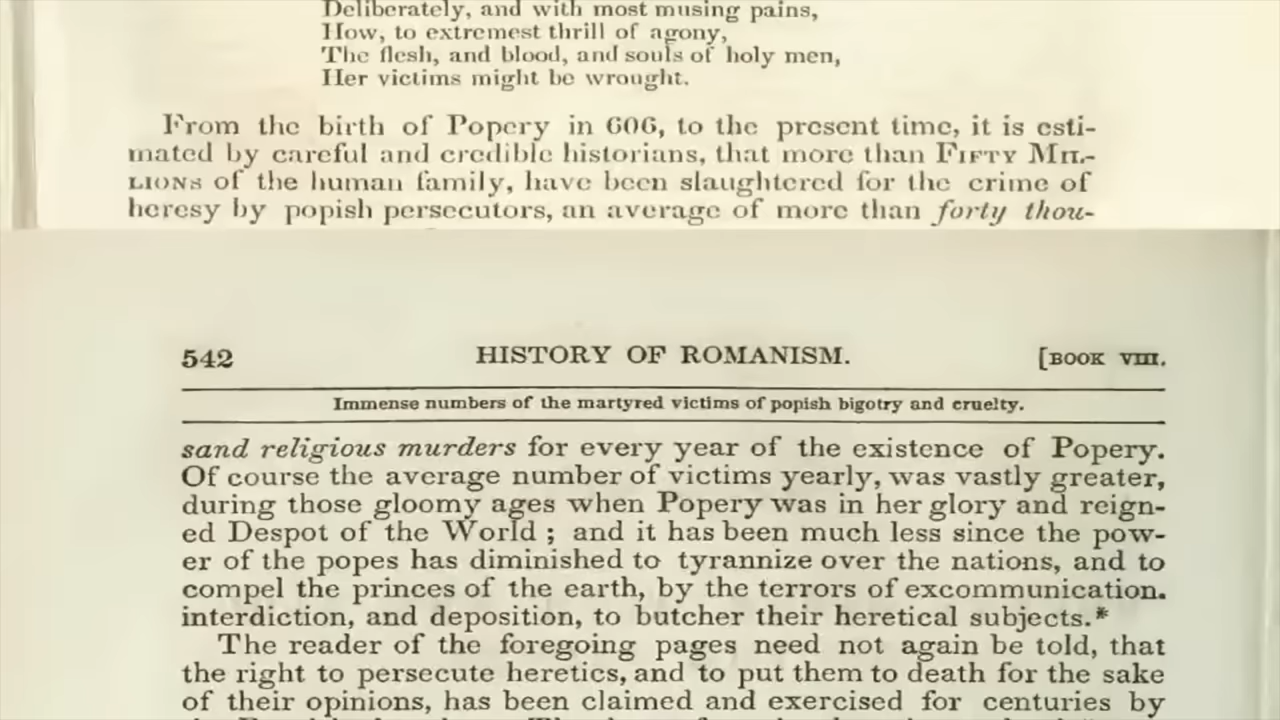 Deliberately, and with most musing pains,
How, to extremest thrill of agony,
The flesh, and blood, and souls of holy men,
Her victims might be wrought.
From the birth of Popery in 606, to the present time, it is esti-
mated by careful and credible historians, that more than FIFTY MIL-
LIONS of the human family, have been slaughtered for the crime of
heresy by popish persecutors, an average of more than forty thou-
542 HISTORY OF ROMANISM. [BOOK VIII.
Immense numbers of the martyred victims of popish bigotry and cruelty.
sand religious murders for every year of the existence of Popery.
Of course the average number of victims yearly, was vastly greater,
during those gloomy ages when Popery was in her glory and reign-
ed Despot of the World ; and it has been much less since the pow-
er of the popes has diminished to tyrannize over the nations, and to
compel the princes of the earth, by the terrors of excommunication.
interdiction, and deposition, to butcher their heretical subjects.*
The reader of the foregoing pages need not again be told, that
the right to persecute heretics, and to put them to death for the sake
of their opinions, has been claimed and exercised for centuries by